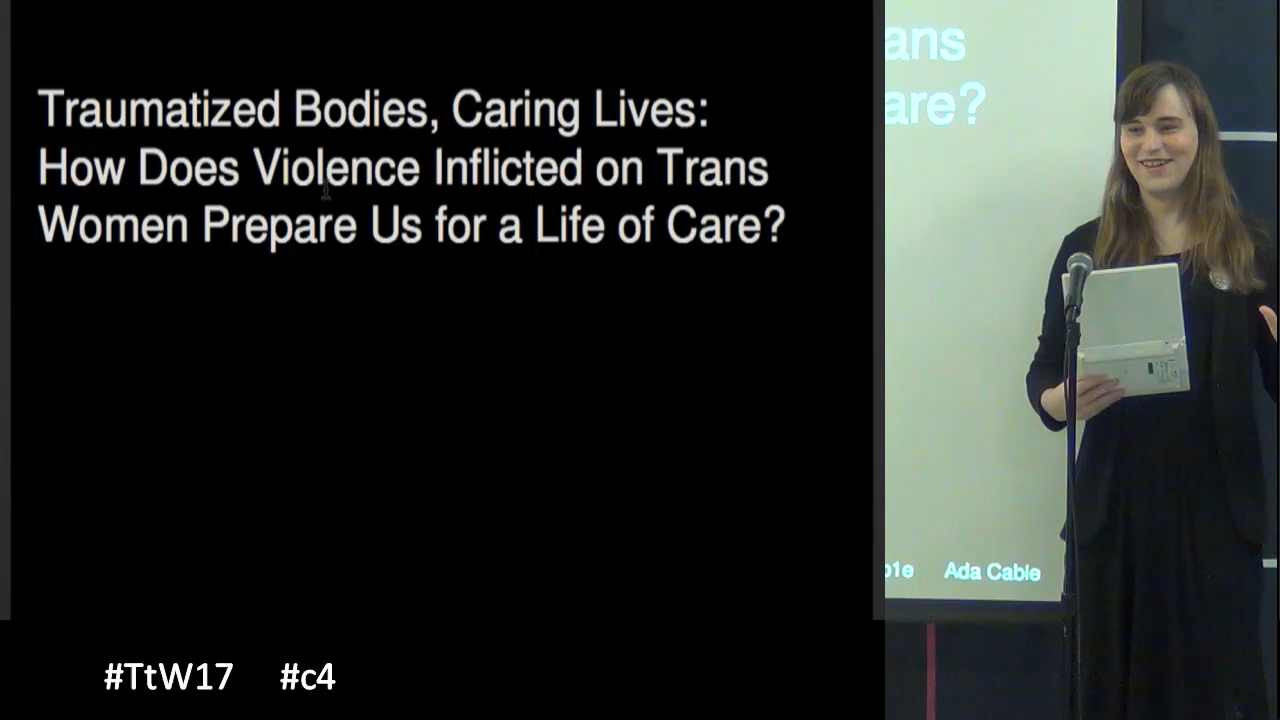 Traumatized Bodies, Caring Lives:
How Does Violence Inflicted on Trans
Women Prepare Us for a Life of Care?
ans
are?
Ada Cable
#TtW17 #c4